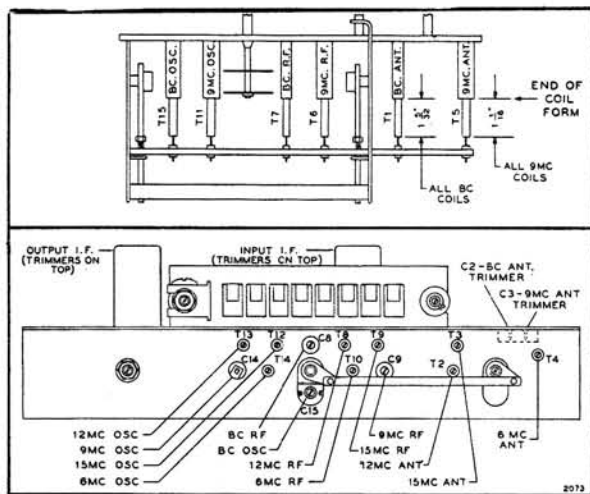 BC. OSC.
9MC. OSC.
BC. R.F.
9MC. R.F.
BC. ANT.
9MC. ANT.
T15
T11
T7
T6
T1
T5
1 5/32
1 1/16
END OF
COIL
FORM
ALL BC
COILS
ALL 9MC
COILS
OUTPUT I.F.
(TRIMMERS ON
TOP)
INPUT I.F.
(TRIMMERS ON TOP)
C2-BC ANT.
TRIMMER
C3-9MC ANT
TRIMMER
T13
T12
C8
T8
T9
T3
T4
C14
T14
T10
C9
T2
C15
12MC OSC
9MC OSC
15MC OSC
6MC OSC
BC RF
BC OSC
12MC RF
6MC RF
9MC RF
15MC RF
12MC ANT
15MC ANT
6 MC
ANT
2073